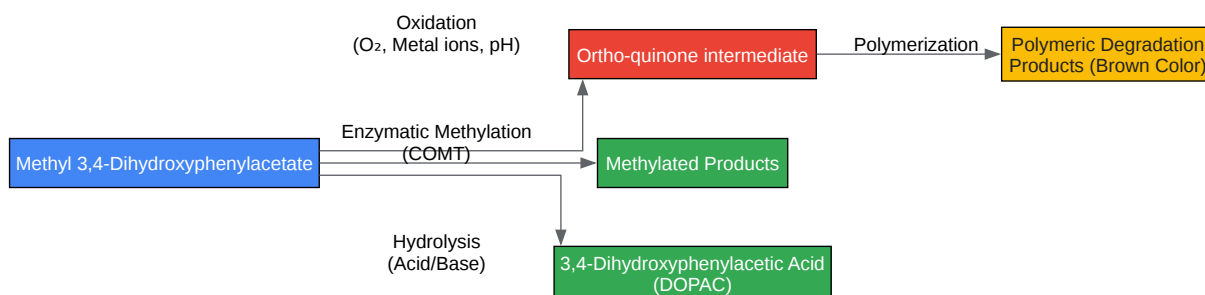 Oxidation
(O₂, Metal ions, pH)
Ortho-quinone intermediate
Polymerization
Polymeric Degradation
Products (Brown Color)
Methyl 3,4-Dihydroxyphenylacetate
Enzymatic Methylation
(COMT)
Methylated Products
Hydrolysis
(Acid/Base)
3,4-Dihydroxyphenylacetic Acid
(DOPAC)